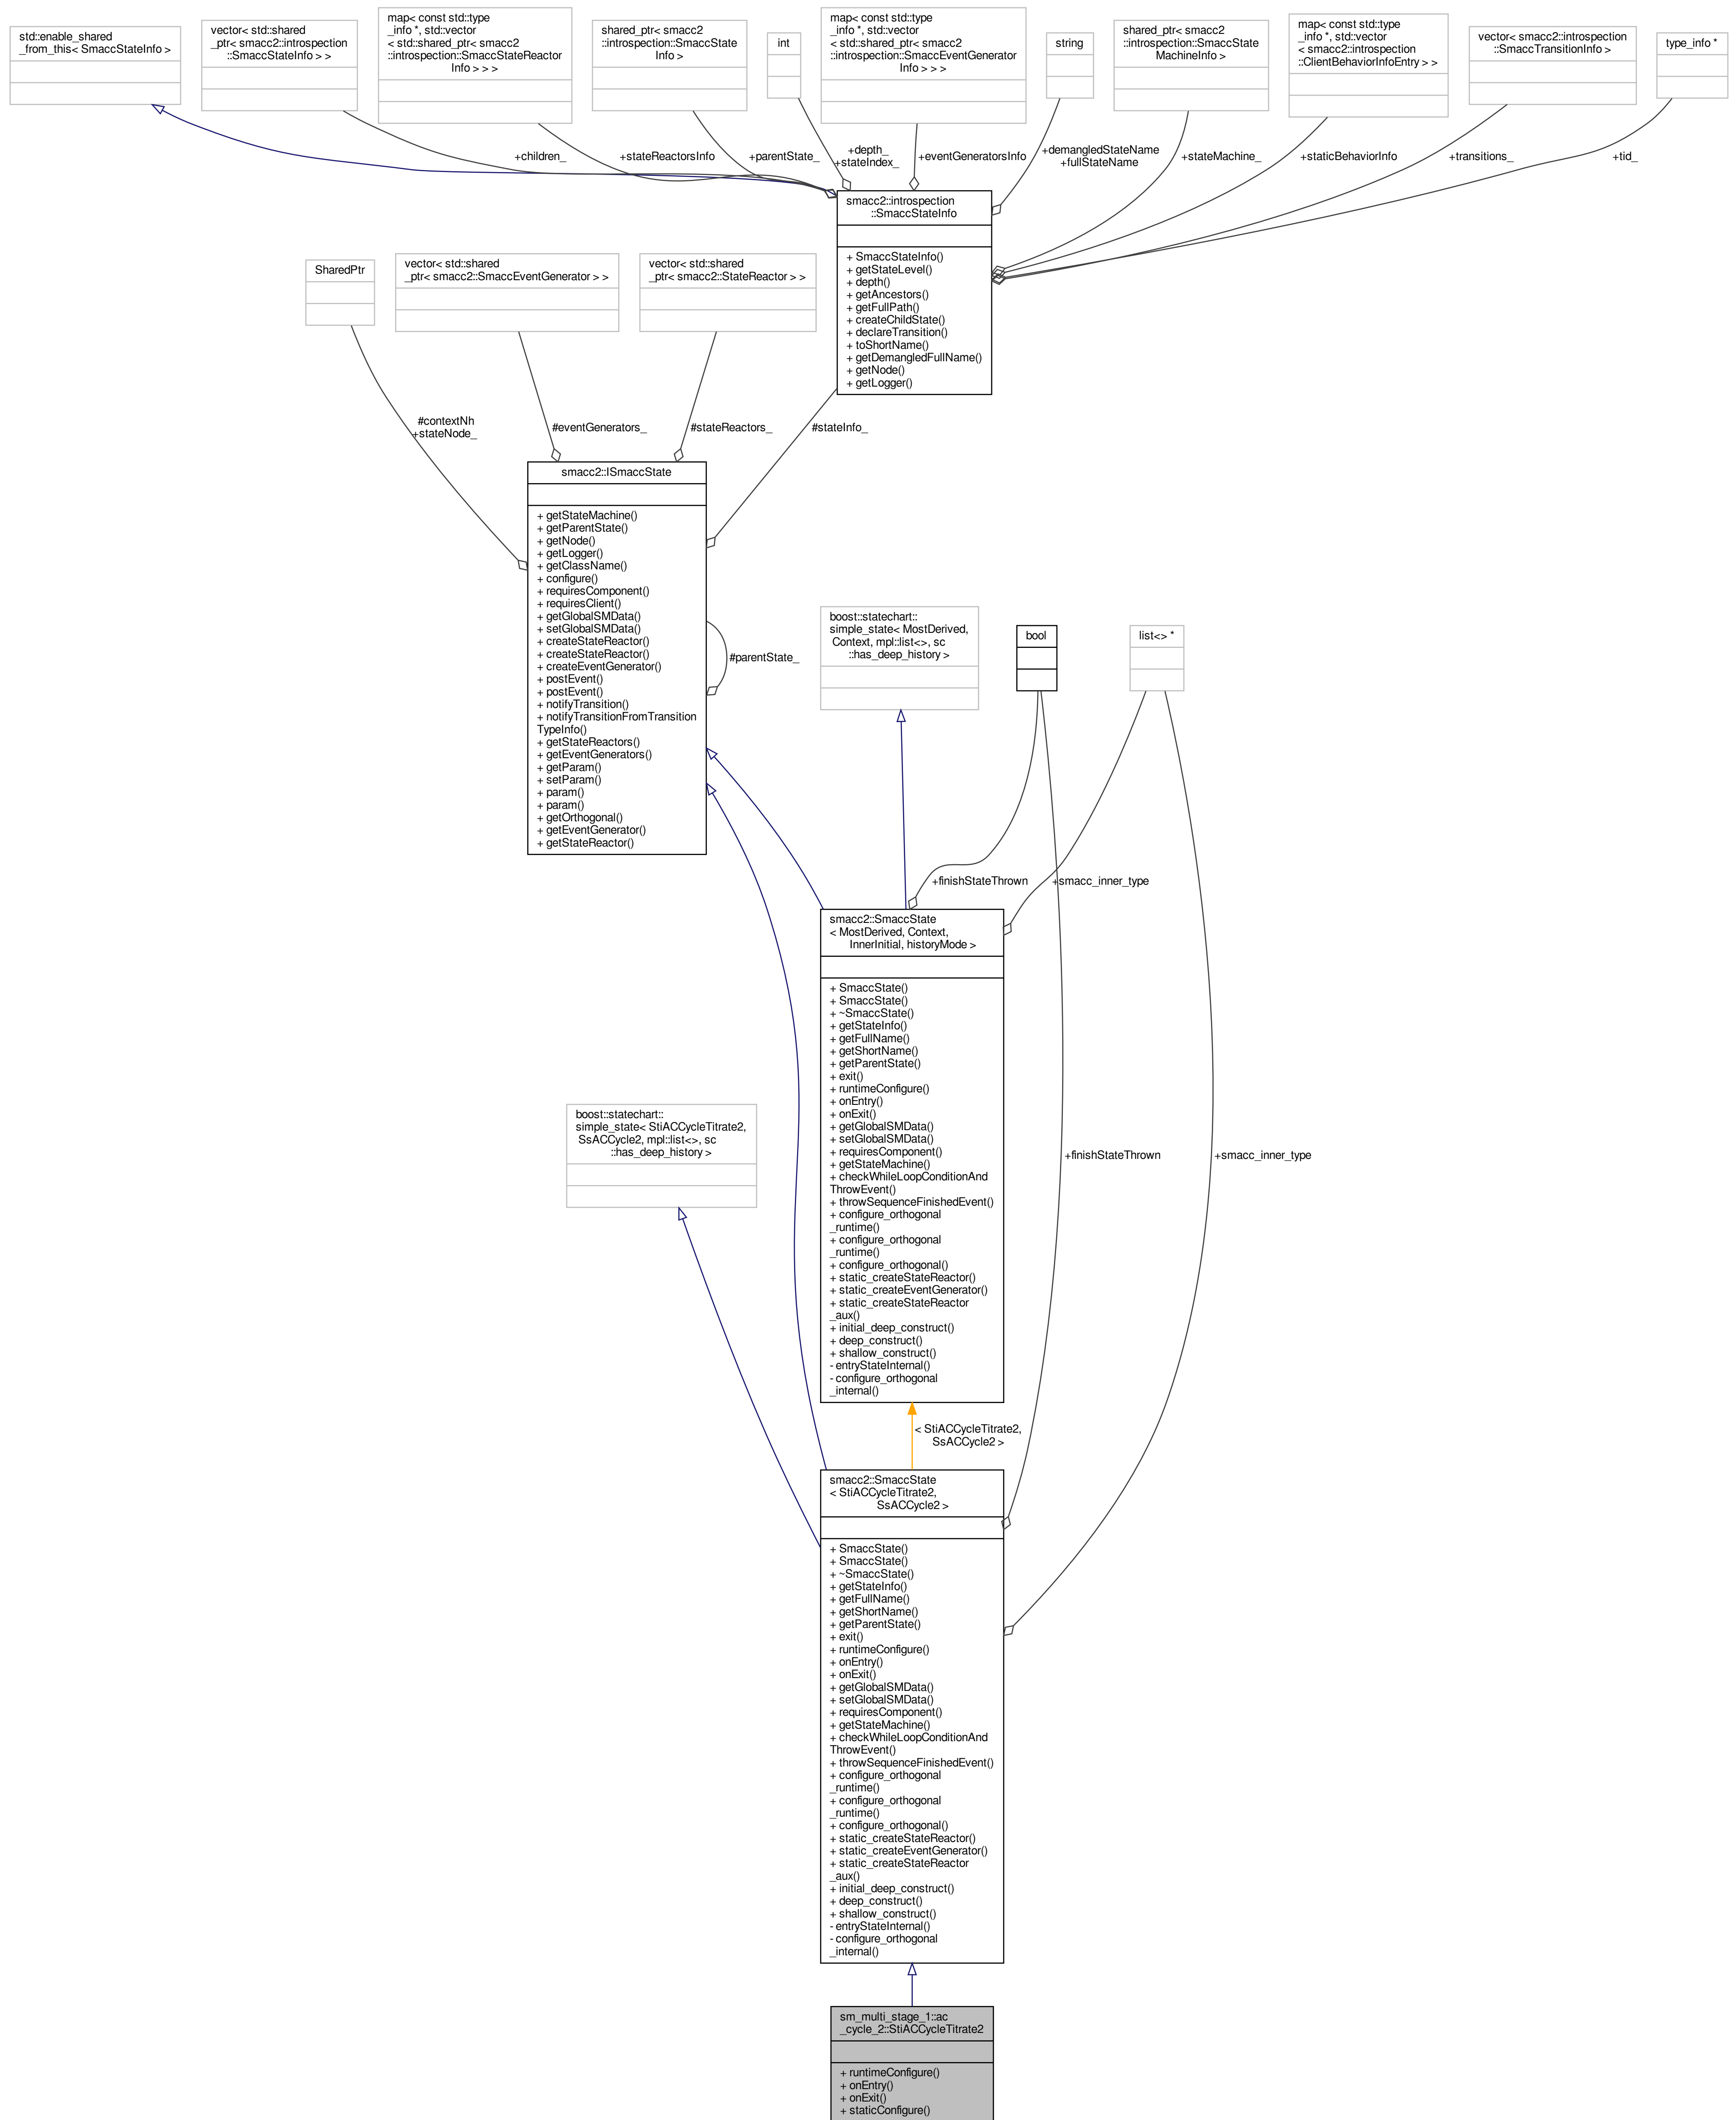 std::enable_shared
_from_this< SmaccStateInfo >
vector< std::shared
_ptr< smacc2::introspection
::SmaccStateInfo > >
map< const std::type
_info *, std::vector
< std::shared_ptr< smacc2
::introspection::SmaccStateReactor
Info > > >
shared_ptr< smacc2
::introspection::SmaccState
Info >
int
map< const std::type
_info *, std::vector
< std::shared_ptr< smacc2
::introspection::SmaccEventGenerator
Info > > >
string
shared_ptr< smacc2
::introspection::SmaccState
MachineInfo >
map< const std::type
_info *, std::vector
< smacc2::introspection
::ClientBehaviorInfoEntry > >
vector< smacc2::introspection
::SmaccTransitionInfo >
type_info *
+children_
+stateReactorsInfo
+parentState_
+depth_
+stateIndex_
+eventGeneratorsInfo
+demangledStateName
+fullStateName
+stateMachine_
+staticBehaviorInfo
+transitions_
+tid_
smacc2::introspection
::SmaccStateInfo
+ SmaccStateInfo()
+ getStateLevel()
+ depth()
+ getAncestors()
+ getFullPath()
+ createChildState()
+ declareTransition()
+ toShortName()
+ getDemangledFullName()
+ getNode()
+ getLogger()
SharedPtr
vector< std::shared
_ptr< smacc2::SmaccEventGenerator > >
vector< std::shared
_ptr< smacc2::StateReactor > >
#contextNh
+stateNode_
#eventGenerators_
#stateReactors_
#stateInfo_
smacc2::ISmaccState
+ getStateMachine()
+ getParentState()
+ getNode()
+ getLogger()
+ getClassName()
+ configure()
+ requiresComponent()
+ requiresClient()
+ getGlobalSMData()
+ setGlobalSMData()
+ createStateReactor()
+ createStateReactor()
+ createEventGenerator()
+ postEvent()
+ postEvent()
+ notifyTransition()
+ notifyTransitionFromTransition
TypeInfo()
+ getStateReactors()
+ getEventGenerators()
+ getParam()
+ setParam()
+ param()
+ param()
+ getOrthogonal()
+ getEventGenerator()
+ getStateReactor()
#parentState_
boost::statechart::
simple_state< MostDerived,
Context, mpl::list<>, sc
::has_deep_history >
bool
list<> *
+finishStateThrown
+smacc_inner_type
smacc2::SmaccState
< MostDerived, Context,
InnerInitial, historyMode >
+ SmaccState()
+ SmaccState()
+ ~SmaccState()
+ getStateInfo()
+ getFullName()
+ getShortName()
+ getParentState()
+ exit()
+ runtimeConfigure()
+ onEntry()
+ onExit()
+ getGlobalSMData()
+ setGlobalSMData()
+ requiresComponent()
+ getStateMachine()
+ checkWhileLoopConditionAnd
ThrowEvent()
+ throwSequenceFinishedEvent()
+ configure_orthogonal
_runtime()
+ configure_orthogonal
_runtime()
+ configure_orthogonal()
+ static_createStateReactor()
+ static_createEventGenerator()
+ static_createStateReactor
_aux()
+ initial_deep_construct()
+ deep_construct()
+ shallow_construct()
- entryStateInternal()
- configure_orthogonal
_internal()
boost::statechart::
simple_state< StiACCycleTitrate2,
SsACCycle2, mpl::list<>, sc
::has_deep_history >
+finishStateThrown
+smacc_inner_type
< StiACCycleTitrate2,
SsACCycle2 >
smacc2::SmaccState
< StiACCycleTitrate2,
SsACCycle2 >
+ SmaccState()
+ SmaccState()
+ ~SmaccState()
+ getStateInfo()
+ getFullName()
+ getShortName()
+ getParentState()
+ exit()
+ runtimeConfigure()
+ onEntry()
+ onExit()
+ getGlobalSMData()
+ setGlobalSMData()
+ requiresComponent()
+ getStateMachine()
+ checkWhileLoopConditionAnd
ThrowEvent()
+ throwSequenceFinishedEvent()
+ configure_orthogonal
_runtime()
+ configure_orthogonal
_runtime()
+ configure_orthogonal()
+ static_createStateReactor()
+ static_createEventGenerator()
+ static_createStateReactor
_aux()
+ initial_deep_construct()
+ deep_construct()
+ shallow_construct()
- entryStateInternal()
- configure_orthogonal
_internal()
sm_multi_stage_1::ac
_cycle_2::StiACCycleTitrate2
+ runtimeConfigure()
+ onEntry()
+ onExit()
+ staticConfigure()